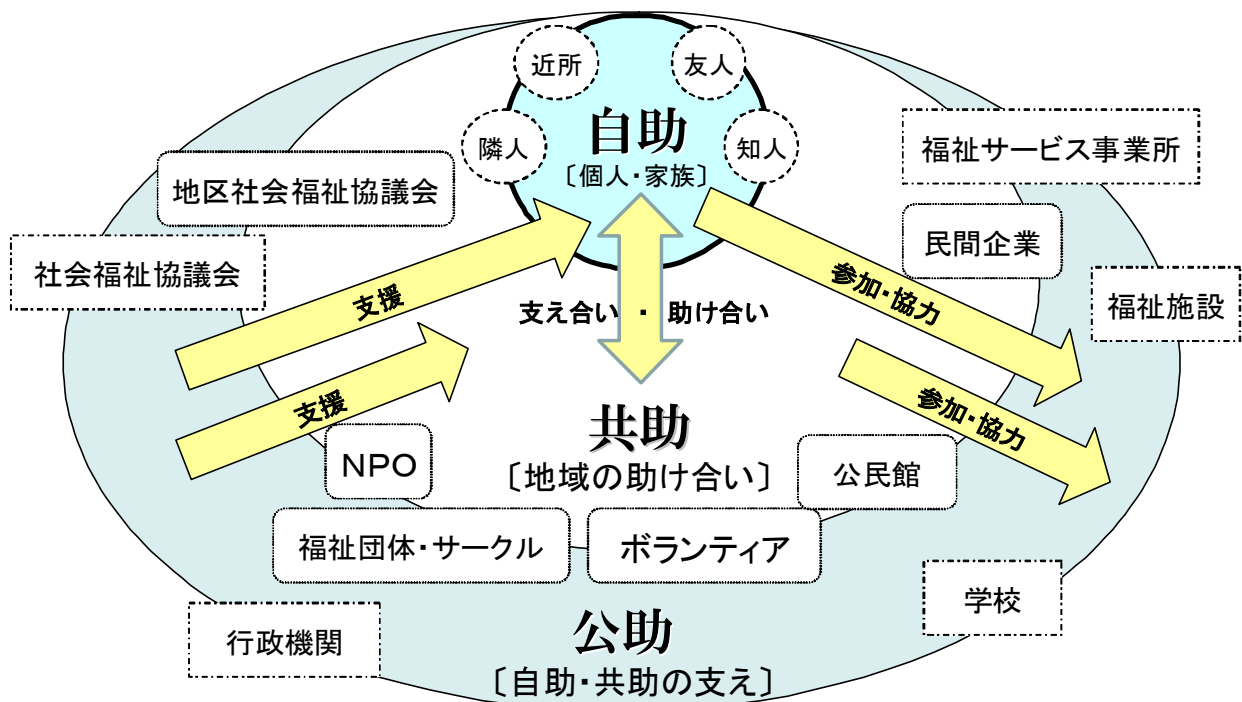 近所
友人
自助
隣人
知人
〔個人・家族〕
福祉サービス事業所
地区社会福祉協議会
民間企業
社会福祉協議会
福祉施設
支援
参加・協力
支え合い ・ 助け合い
支援
参加・協力
共助
〔地域の助け合い〕
NPO
公民館
福祉団体・サークル
ボランティア
学校
行政機関
公助
〔自助・共助の支え〕